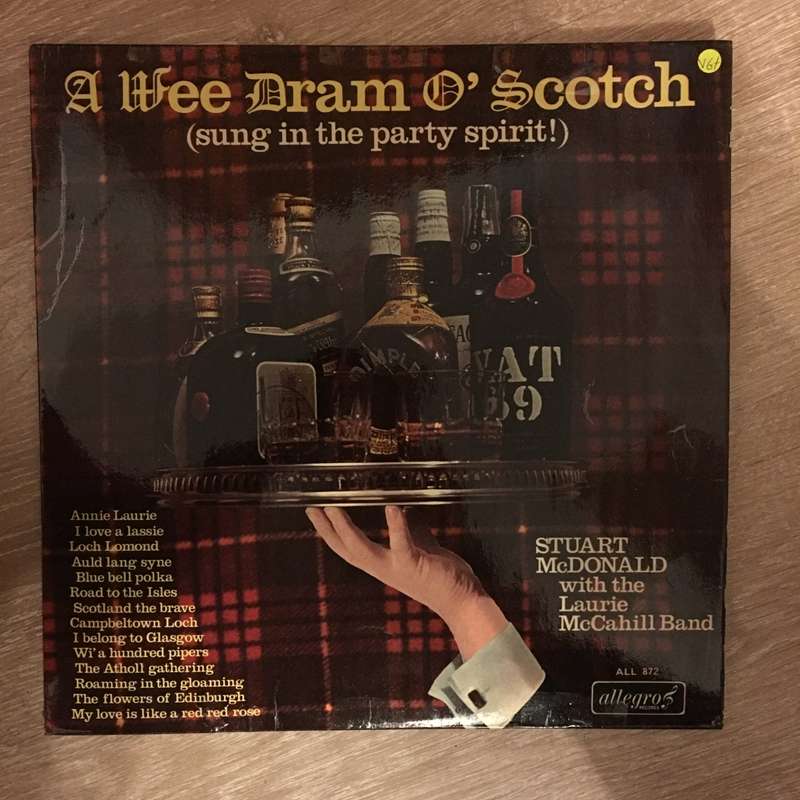 A Wee Dram O' Scotch
VG+
(sung in the party spirit!)
DIMPLE
VAT
69
Annie Laurie
I love a lassie
Loch Lomond
Auld lang syne
Blue bell polka
Road to the Isles
Scotland the brave
Campbeltown Loch
I belong to Glasgow
Wi' a hundred pipers
The Atholl gathering
Roaming in the gloaming
The flowers of Edinburgh
My love is like a red red rose
STUART
McDONALD
with the
Laurie
McCahill Band
ALL 872
allegro
RECORDS